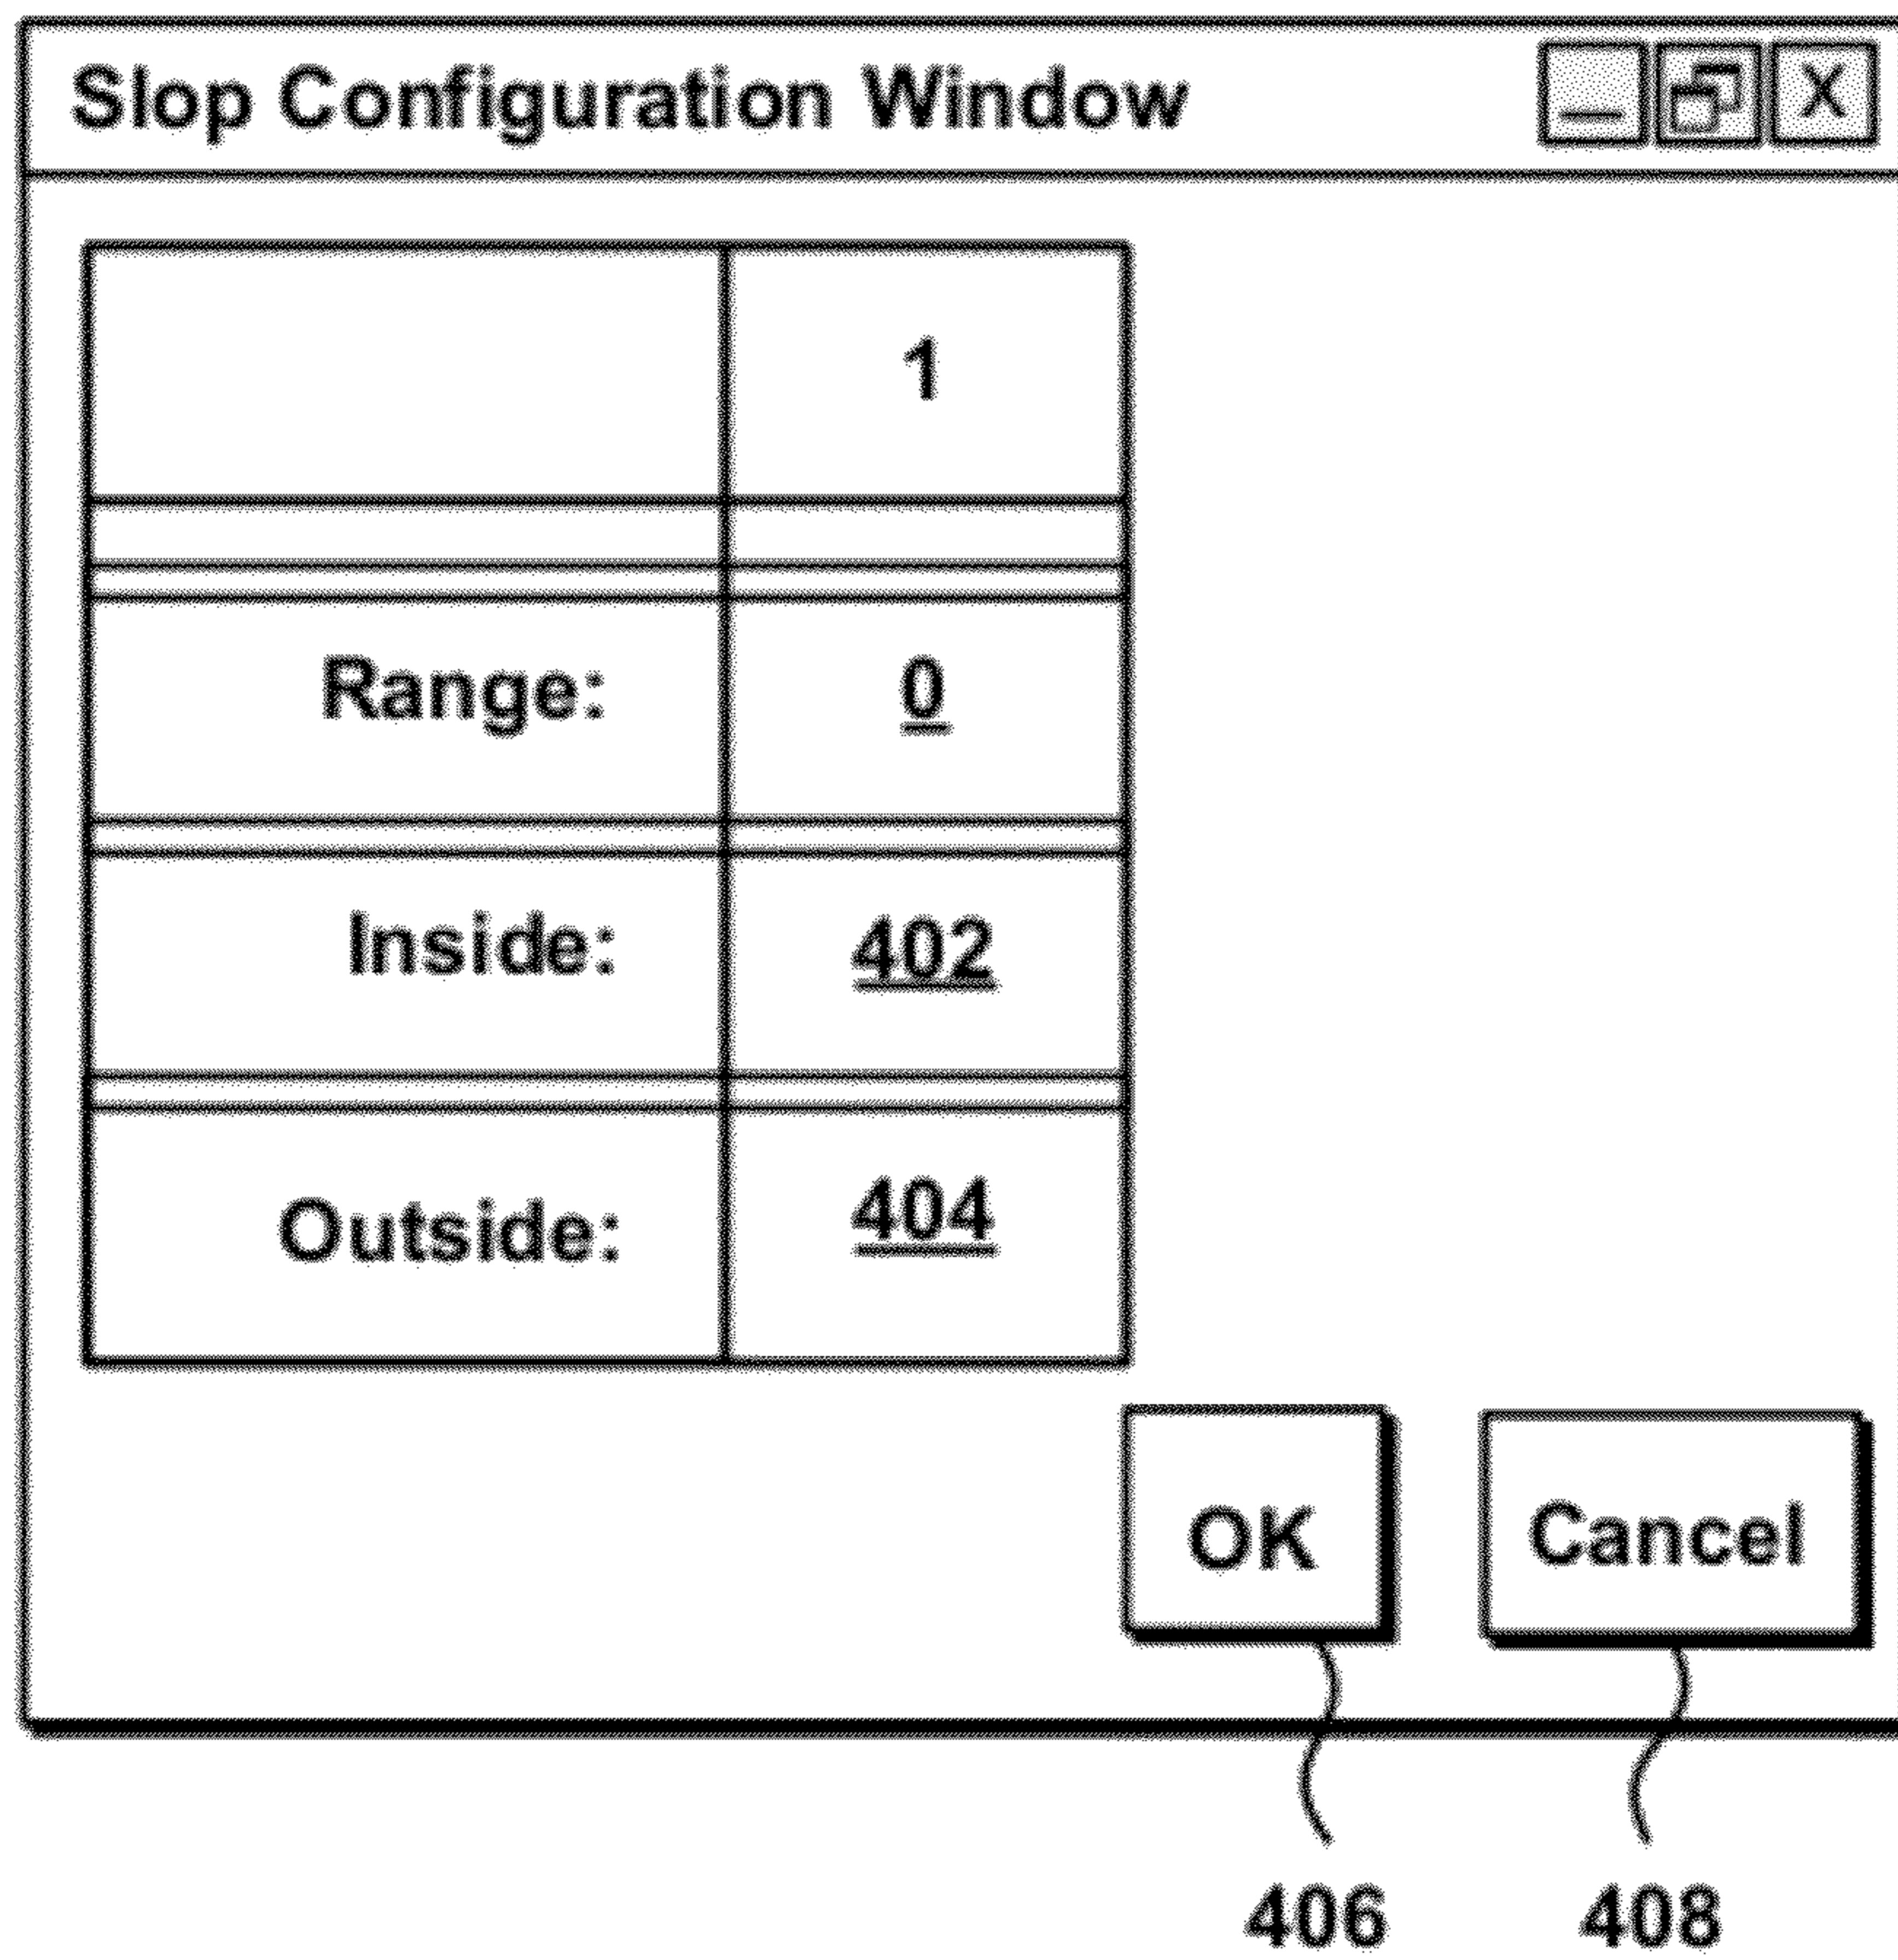 Slop Configuration Window X
1
Range: 0
Inside: 402
Outside: 404
OK Cancel
406 408